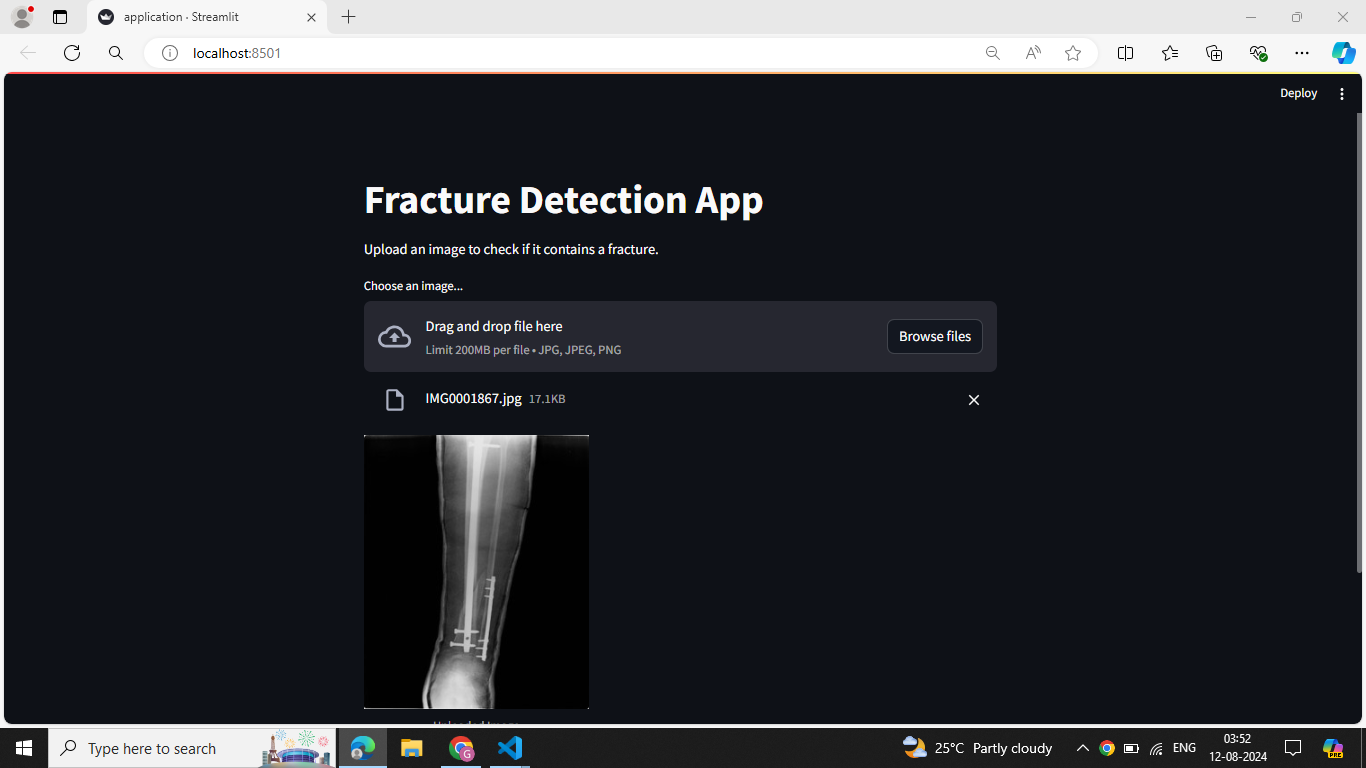 application · Streamlit
localhost:8501
Deploy
Fracture Detection App
Upload an image to check if it contains a fracture.
Choose an image...
Drag and drop file here
Limit 200MB per file • JPG, JPEG, PNG
Browse files
IMG0001867.jpg 17.1KB
Type here to search
25°C Partly cloudy
ENG
03:52
12-08-2024
PRE